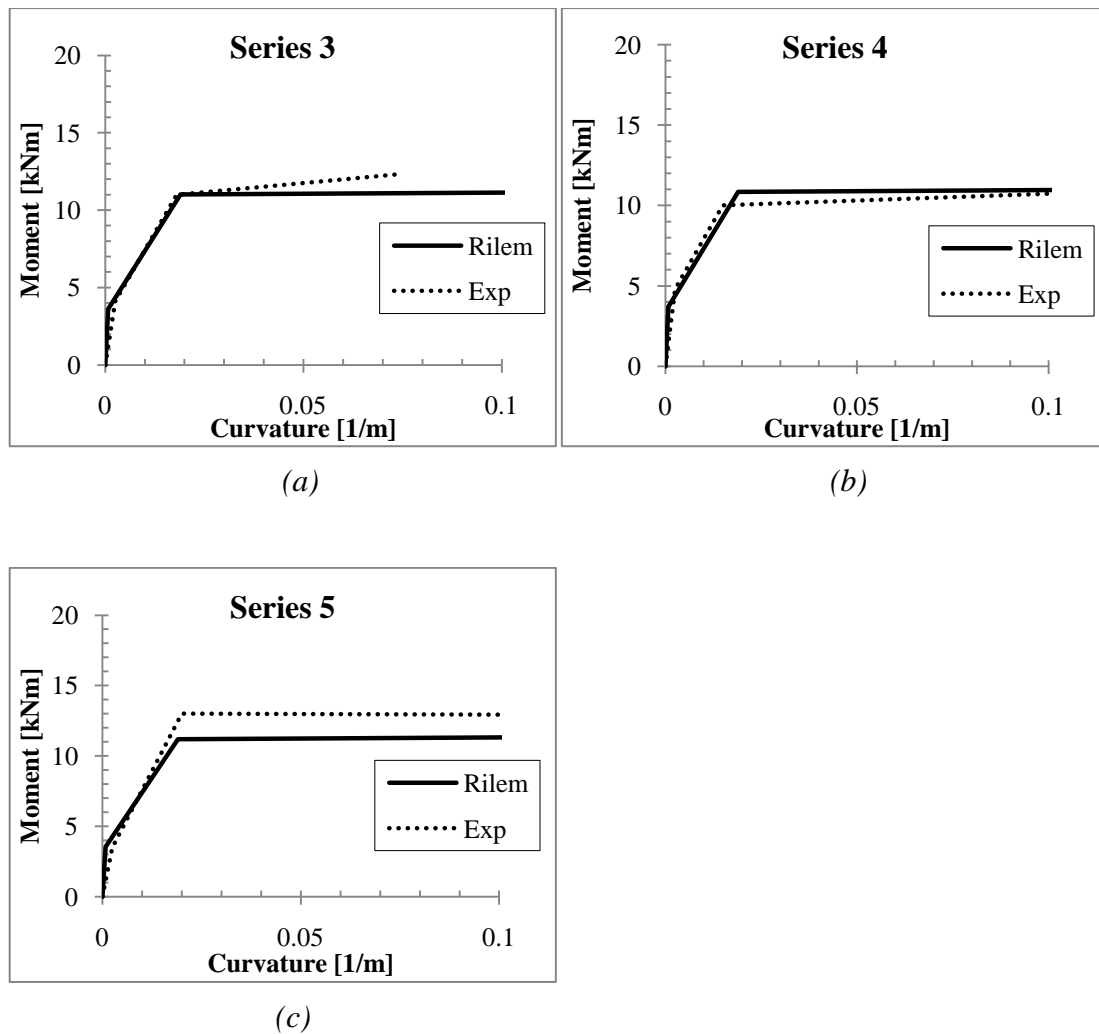 Series 3
20
15
10
5
0
Moment [kNm]
0 0.05 0.1
Curvature [1/m]
Rilem
Exp
(a)
Series 4
20
15
10
5
0
Moment [kNm]
0 0.05 0.1
Curvature [1/m]
Rilem
Exp
(b)
Series 5
20
15
10
5
0
Moment [kNm]
0 0.05 0.1
Curvature [1/m]
Rilem
Exp
(c)